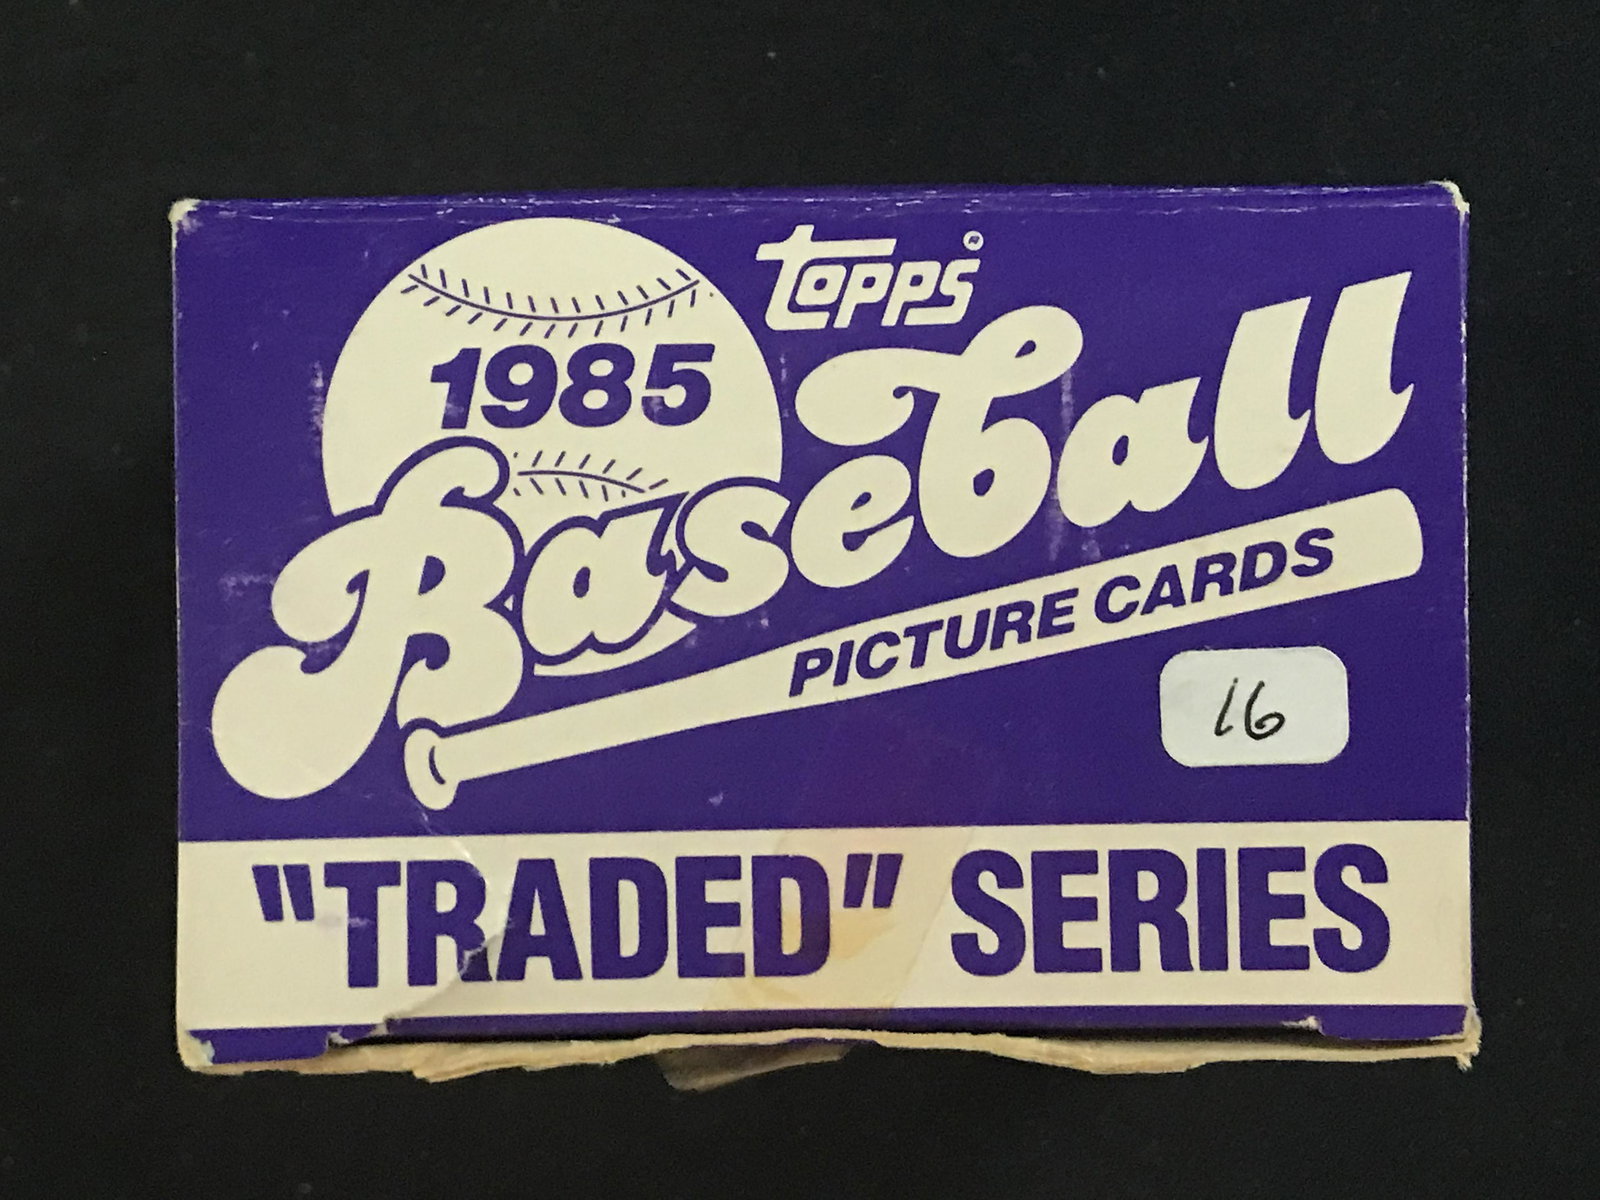 topps®
1985
Baseball
PICTURE CARDS
16
"TRADED" SERIES